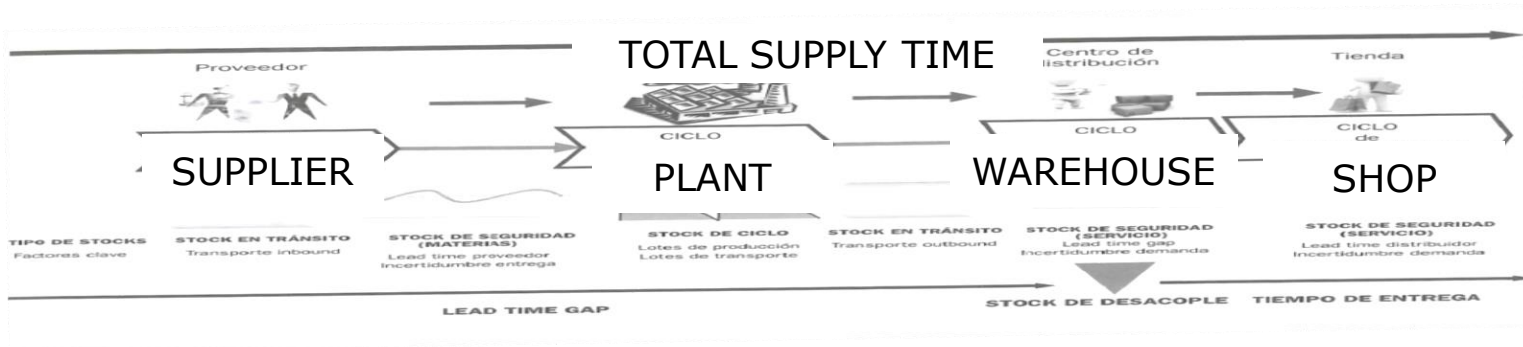 TOTAL SUPPLY TIME
Proveedor
Centro de
distribución
Tienda
CICLO
CICLO
CICLO
de
SUPPLIER
PLANT
WAREHOUSE
SHOP
TIPO DE STOCKS
Factores clave
STOCK EN TRÁNSITO
Transporte inbound
STOCK DE SEGURIDAD
(MATERIAS)
Lead time proveedor
Incertidumbre entrega
STOCK DE CICLO
Lotes de producción
Lotes de transporte
STOCK EN TRÁNSITO
Transporte outbound
STOCK DE SEGURIDAD
(SERVICIO)
Lead time gap
Incertidumbre demanda
STOCK DE SEGURIDAD
(SERVICIO)
Lead time distribuidor
Incertidumbre demanda
LEAD TIME GAP
STOCK DE DESACOPLE
TIEMPO DE ENTREGA